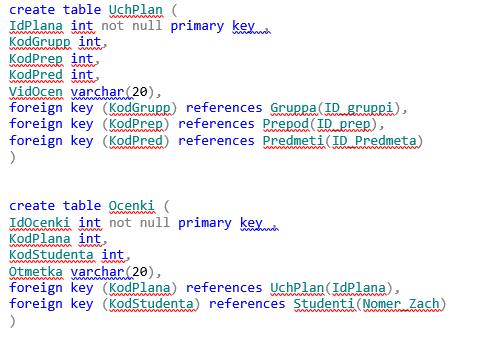 create table UchPlan (
IdPlana int not null primary key ,
KodGrupp int,
KodPrep int,
KodPred int,
VidOcen varchar(20),
foreign key (KodGrupp) references Gruppa(ID_gruppi),
foreign key (KodPrep) references Prepod(ID_prep),
foreign key (KodPred) references Predmeti(ID_Predmeta)
)
create table Ocenki (
IdOcenki int not null primary key ,
KodPlana int,
KodStudenta int,
Otmetka varchar(20),
foreign key (KodPlana) references UchPlan(IdPlana),
foreign key (KodStudenta) references Studenti(Nomer_Zach)
)